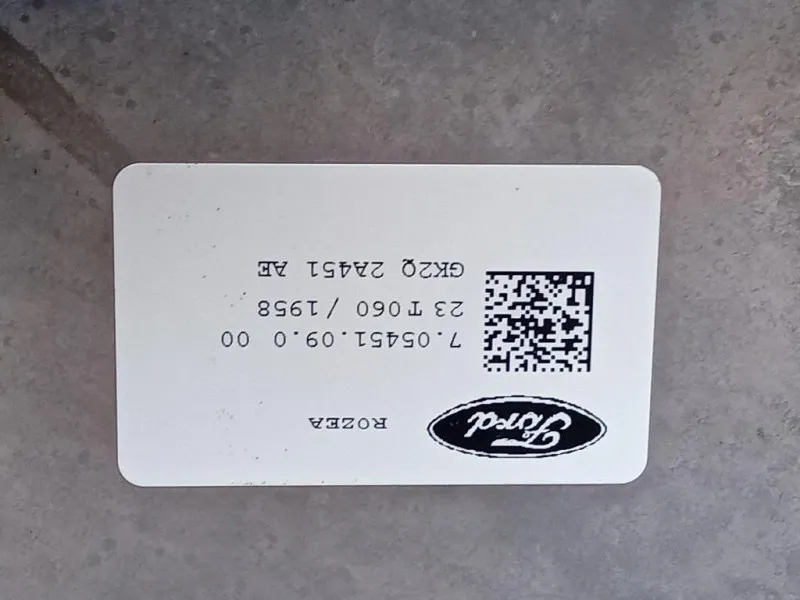 Ford ROZEA
7.05451.09.0 00
23 T060 / 1958
GK2Q 2A451 AE